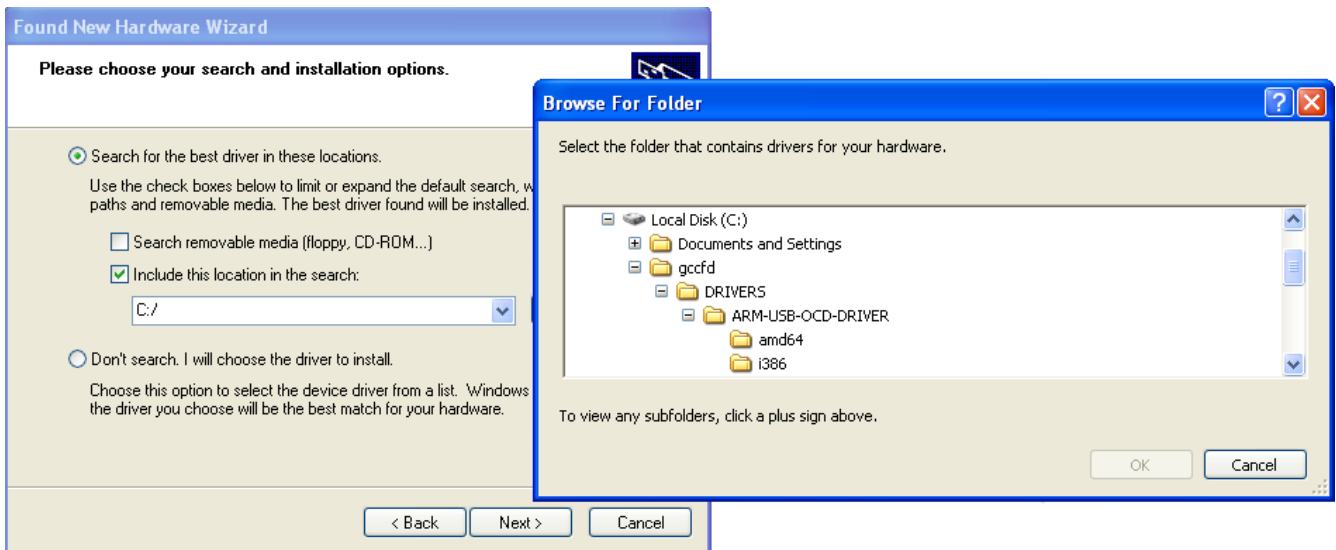 Found New Hardware Wizard
Please choose your search and installation options.
Search for the best driver in these locations.
Use the check boxes below to limit or expand the default search, w
paths and removable media. The best driver found will be installed.
Search removable media (floppy, CD-ROM...)
Include this location in the search:
C:/
Don't search. I will choose the driver to install.
Choose this option to select the device driver from a list. Windows
the driver you choose will be the best match for your hardware.
< Back
Next >
Cancel
Browse For Folder
Select the folder that contains drivers for your hardware.
Local Disk (C:)
Documents and Settings
gccfd
DRIVERS
ARM-USB-OCD-DRIVER
amd64
i386
To view any subfolders, click a plus sign above.
OK
Cancel